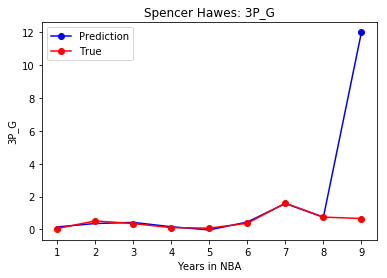 Spencer Hawes: 3P_G
Prediction
True
3P_G
12
10
8
6
4
2
0
1 2 3 4 5 6 7 8 9
Years in NBA